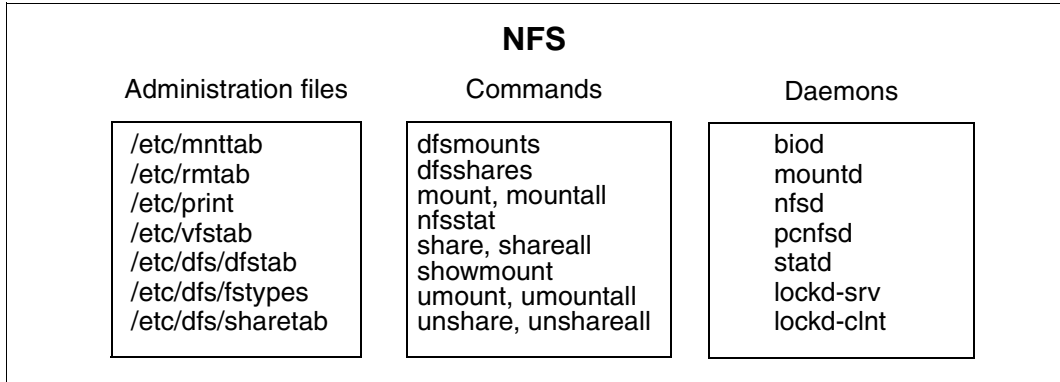 NFS
Administration files
/etc/mnttab
/etc/rmtab
/etc/print
/etc/vfstab
/etc/dfs/dfstab
/etc/dfs/fstypes
/etc/dfs/sharetab
Commands
dfsmounts
dfsshares
mount, mountall
nfsstat
share, shareall
showmount
umount, umountall
unshare, unshareall
Daemons
biod
mountd
nfsd
pcnfsd
statd
lockd-srv
lockd-clnt